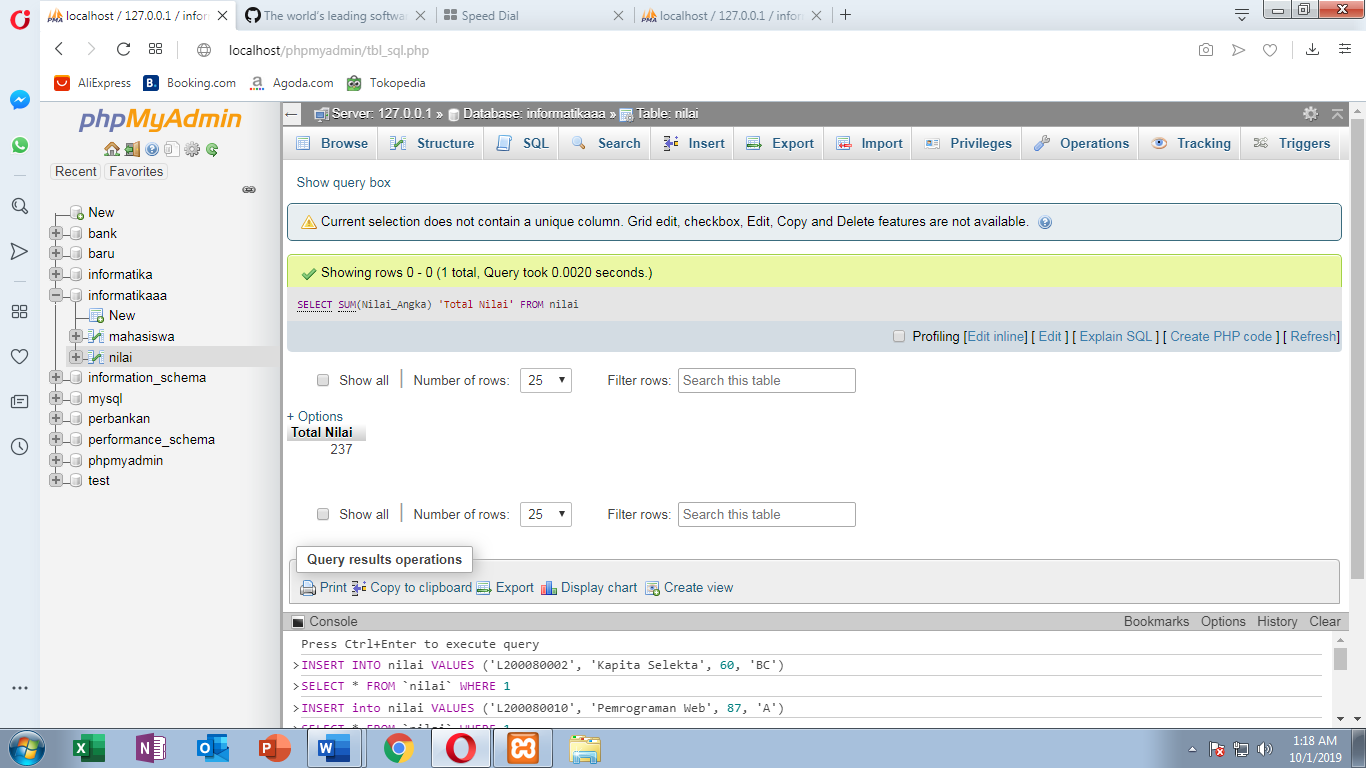 localhost / 127.0.0.1 / infor
The world's leading softwa
Speed Dial
localhost / 127.0.0.1 / infor
localhost/phpmyadmin/tbl_sql.php
AliExpress
Booking.com
Agoda.com
Tokopedia
phpMyAdmin
Recent
Favorites
New
bank
baru
informatika
informatikaaa
New
mahasiswa
nilai
information_schema
mysql
perbankan
performance_schema
phpmyadmin
test
Server: 127.0.0.1 » Database: informatikaaa » Table: nilai
Browse
Structure
SQL
Search
Insert
Export
Import
Privileges
Operations
Tracking
Triggers
Show query box
Current selection does not contain a unique column. Grid edit, checkbox, Edit, Copy and Delete features are not available.
Showing rows 0 - 0 (1 total, Query took 0.0020 seconds.)
SELECT SUM(Nilai_Angka) 'Total Nilai' FROM nilai
Profiling [Edit inline] [ Edit ] [ Explain SQL ] [ Create PHP code ] [ Refresh]
Show all | Number of rows: 25 Filter rows: Search this table
+ Options
Total Nilai
237
Show all | Number of rows: 25 Filter rows: Search this table
Query results operations
Print Copy to clipboard Export Display chart Create view
Console
Bookmarks Options History Clear
Press Ctrl+Enter to execute query
>INSERT INTO nilai VALUES ('L200080002', 'Kapita Selekta', 60, 'BC')
>SELECT * FROM `nilai` WHERE 1
>INSERT into nilai VALUES ('L200080010', 'Pemrograman Web', 87, 'A')
>SELECT * FROM `nilai` WHERE 1
1:18 AM
10/1/2019